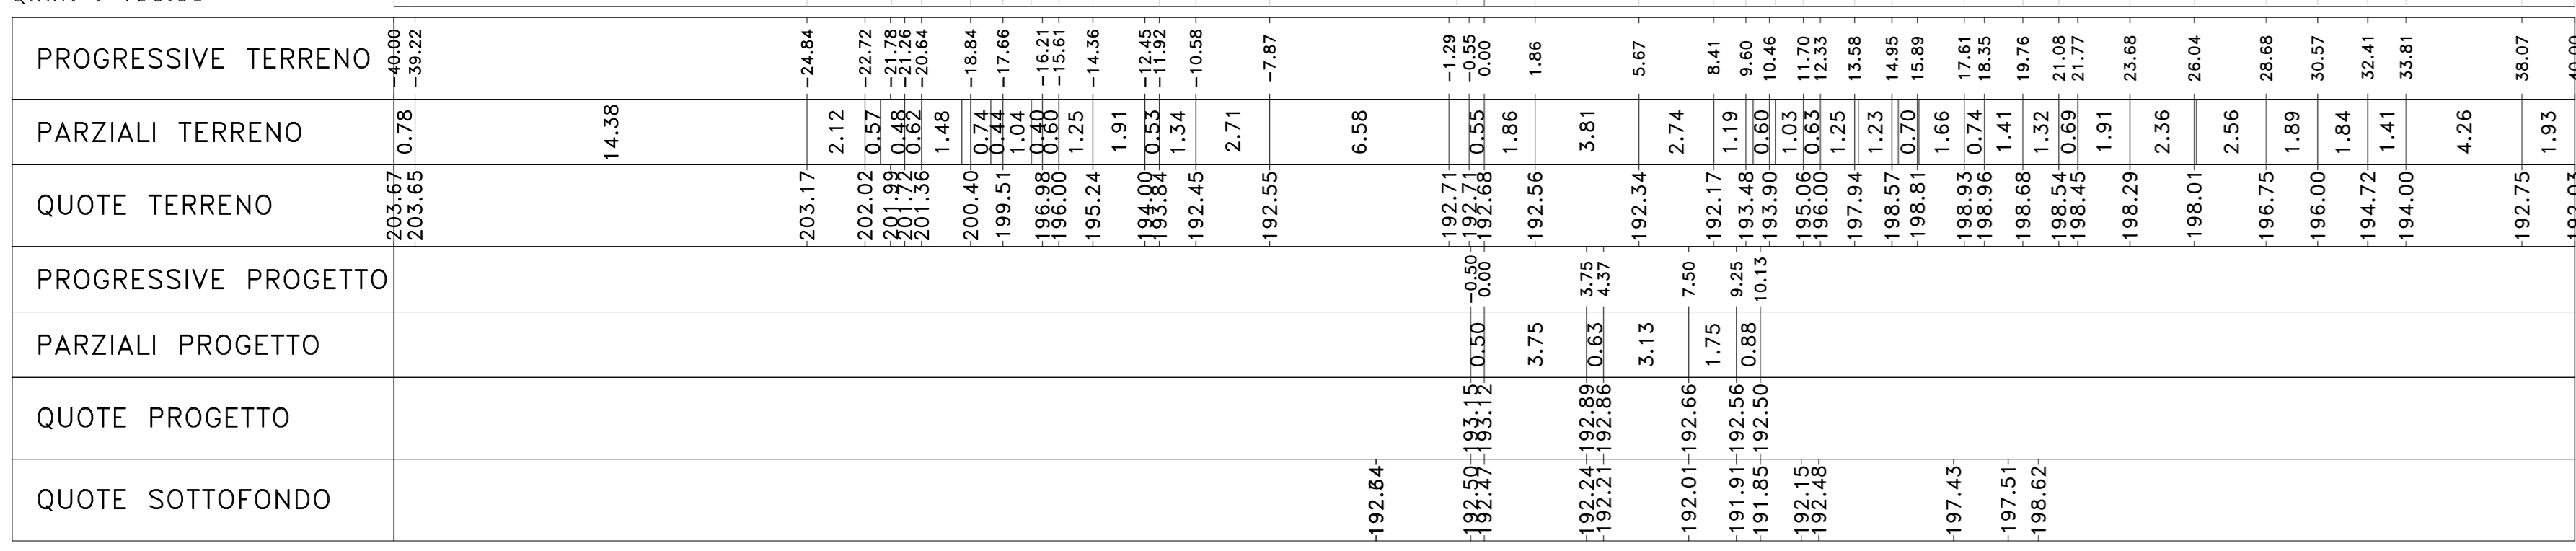 PROGRESSIVE TERRENO -40.00 -39.22 -24.84 -22.72 -21.78 -21.26 -20.64 -18.84 -17.66 -16.21 -15.61 -14.36 -12.45 -11.92 -10.58 -7.87 -1.29 -0.55 0.00 1.86 5.67 8.41 9.60 10.46 11.70 12.33 13.58 14.95 15.89 17.61 18.35 19.76 21.08 21.77 23.68 26.04 28.68 30.57 32.41 33.81 38.07
PARZIALI TERRENO 0.78 14.38 2.12 0.57 0.48 0.62 1.48 0.74 0.44 1.04 0.40 0.60 1.25 1.91 0.53 1.34 2.71 6.58 0.55 1.86 3.81 2.74 1.19 0.60 1.03 0.63 1.25 1.23 0.70 1.66 0.74 1.41 1.32 0.69 1.91 2.36 2.56 1.89 1.84 1.41 4.26 1.93
QUOTE TERRENO 203.67 203.65 203.17 202.02 201.99 201.72 201.36 200.40 199.51 196.98 196.00 195.24 194.00 193.84 192.45 192.55 192.71 192.71 192.68 192.56 192.34 192.17 193.48 193.90 195.06 196.00 197.94 198.57 198.81 198.93 198.96 198.68 198.54 198.45 198.29 198.01 196.75 196.00 194.72 194.00 192.75
PROGRESSIVE PROGETTO -0.50 0.00 3.75 4.37 7.50 9.25 10.13
PARZIALI PROGETTO 0.50 3.75 0.63 3.13 1.75 0.88
QUOTE PROGETTO 193.15 193.12 192.89 192.86 192.66 192.56 192.50
QUOTE SOTTOFONDO 192.50 192.47 192.24 192.21 192.01 191.91 191.85 192.15 192.48 197.43 197.51 198.62